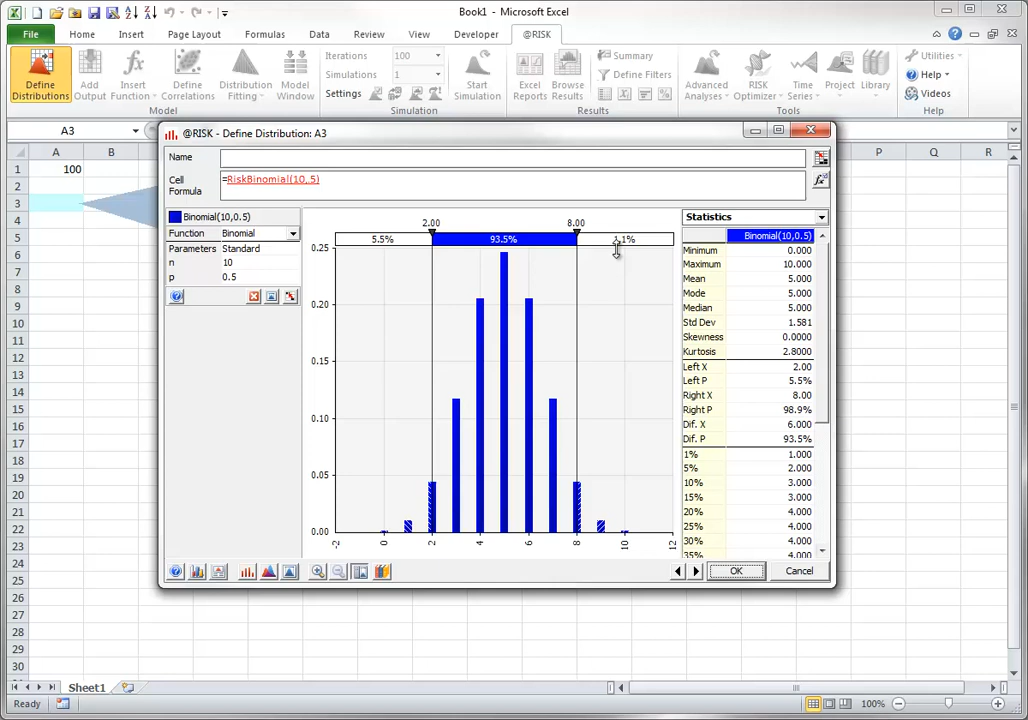 Book1 - Microsoft Excel
File Home Insert Page Layout Formulas Data Review View Developer @RISK
Define Distributions
Add Output
Insert Function
Define Correlations
Distribution Fitting
Model Window
Model
Iterations 100
Simulations 1
Settings
Start Simulation
Simulation
Excel Reports
Browse Results
Summary
Define Filters
Results
Advanced Analyses
RISK Optimizer
Time Series
Project
Library
Tools
Utilities
Help
Videos
Help
A3
A B P Q R
1 100
2
3
4
5
6
7
8
9
10
11
12
13
14
15
16
17
18
19
20
21
22
23
24
25
26
27
28
29
30
@RISK - Define Distribution: A3
Name
Cell Formula =RiskBinomial(10,.5)
Binomial(10,0.5)
Function Binomial
Parameters Standard
n 10
p 0.5
2.00 8.00
5.5% 93.5% 1.1%
0.25
0.20
0.15
0.10
0.05
0.00
-2 0 2 4 6 8 10 12
Statistics
Binomial(10,0.5)
Minimum 0.000
Maximum 10.000
Mean 5.000
Mode 5.000
Median 5.000
Std Dev 1.581
Skewness 0.0000
Kurtosis 2.8000
Left X 2.00
Left P 5.5%
Right X 8.00
Right P 98.9%
Dif. X 6.000
Dif. P 93.5%
1% 1.000
5% 2.000
10% 3.000
15% 3.000
20% 4.000
25% 4.000
30% 4.000
35% 4.000
OK Cancel
Sheet1
Ready 100%